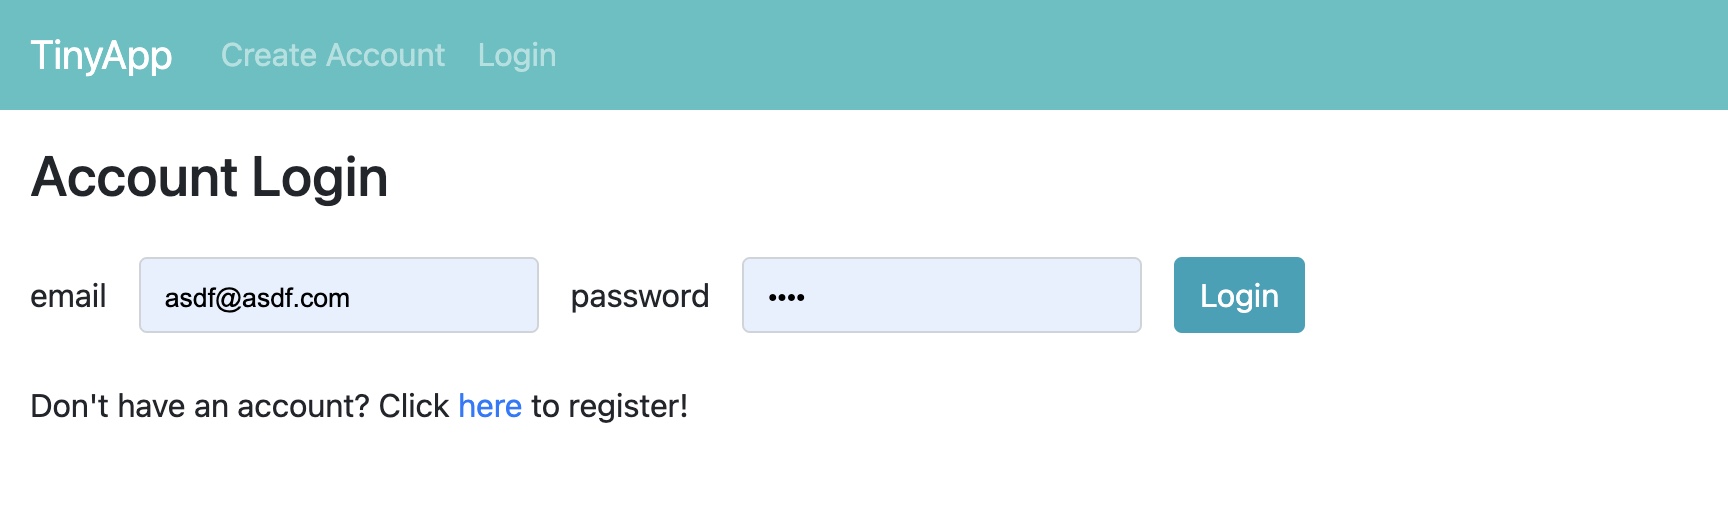 TinyApp Create Account Login
Account Login
email asdf@asdf.com password •••• Login
Don't have an account? Click here to register!